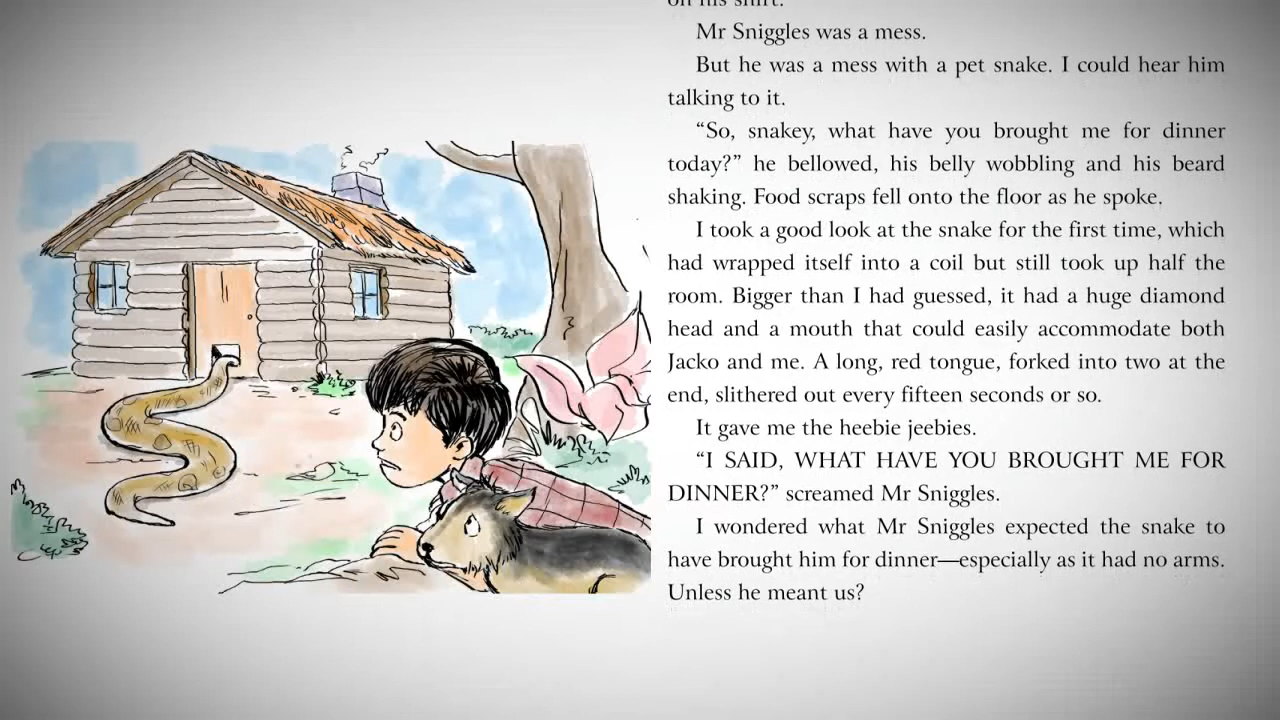 on his shirt.
Mr Sniggles was a mess.
But he was a mess with a pet snake. I could hear him
talking to it.
“So, snakey, what have you brought me for dinner
today?” he bellowed, his belly wobbling and his beard
shaking. Food scraps fell onto the floor as he spoke.
I took a good look at the snake for the first time, which
had wrapped itself into a coil but still took up half the
room. Bigger than I had guessed, it had a huge diamond
head and a mouth that could easily accommodate both
Jacko and me. A long, red tongue, forked into two at the
end, slithered out every fifteen seconds or so.
It gave me the heebie jeebies.
“I SAID, WHAT HAVE YOU BROUGHT ME FOR
DINNER?” screamed Mr Sniggles.
I wondered what Mr Sniggles expected the snake to
have brought him for dinner—especially as it had no arms.
Unless he meant us?